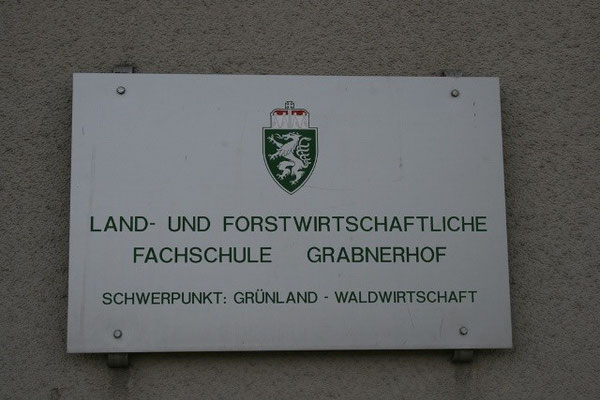 LAND- UND FORSTWIRTSCHAFTLICHE
FACHSCHULE GRABNERHOF
SCHWERPUNKT: GRÜNLAND - WALDWIRTSCHAFT